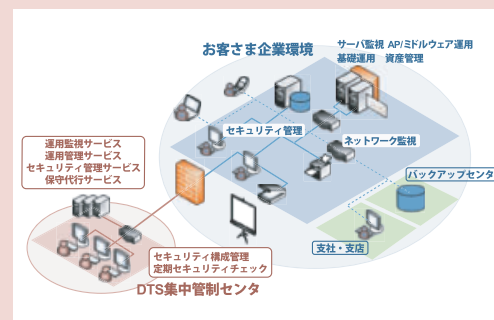 お客さま企業環境
サーバ監視 AP/ミドルウェア運用
基礎運用 資産管理
セキュリティ管理
ネットワーク監視
バックアップセンタ
支社・支店
運用監視サービス
運用管理サービス
セキュリティ管理サービス
保守代行サービス
セキュリティ構成管理
定期セキュリティチェック
DTS集中管制センタ